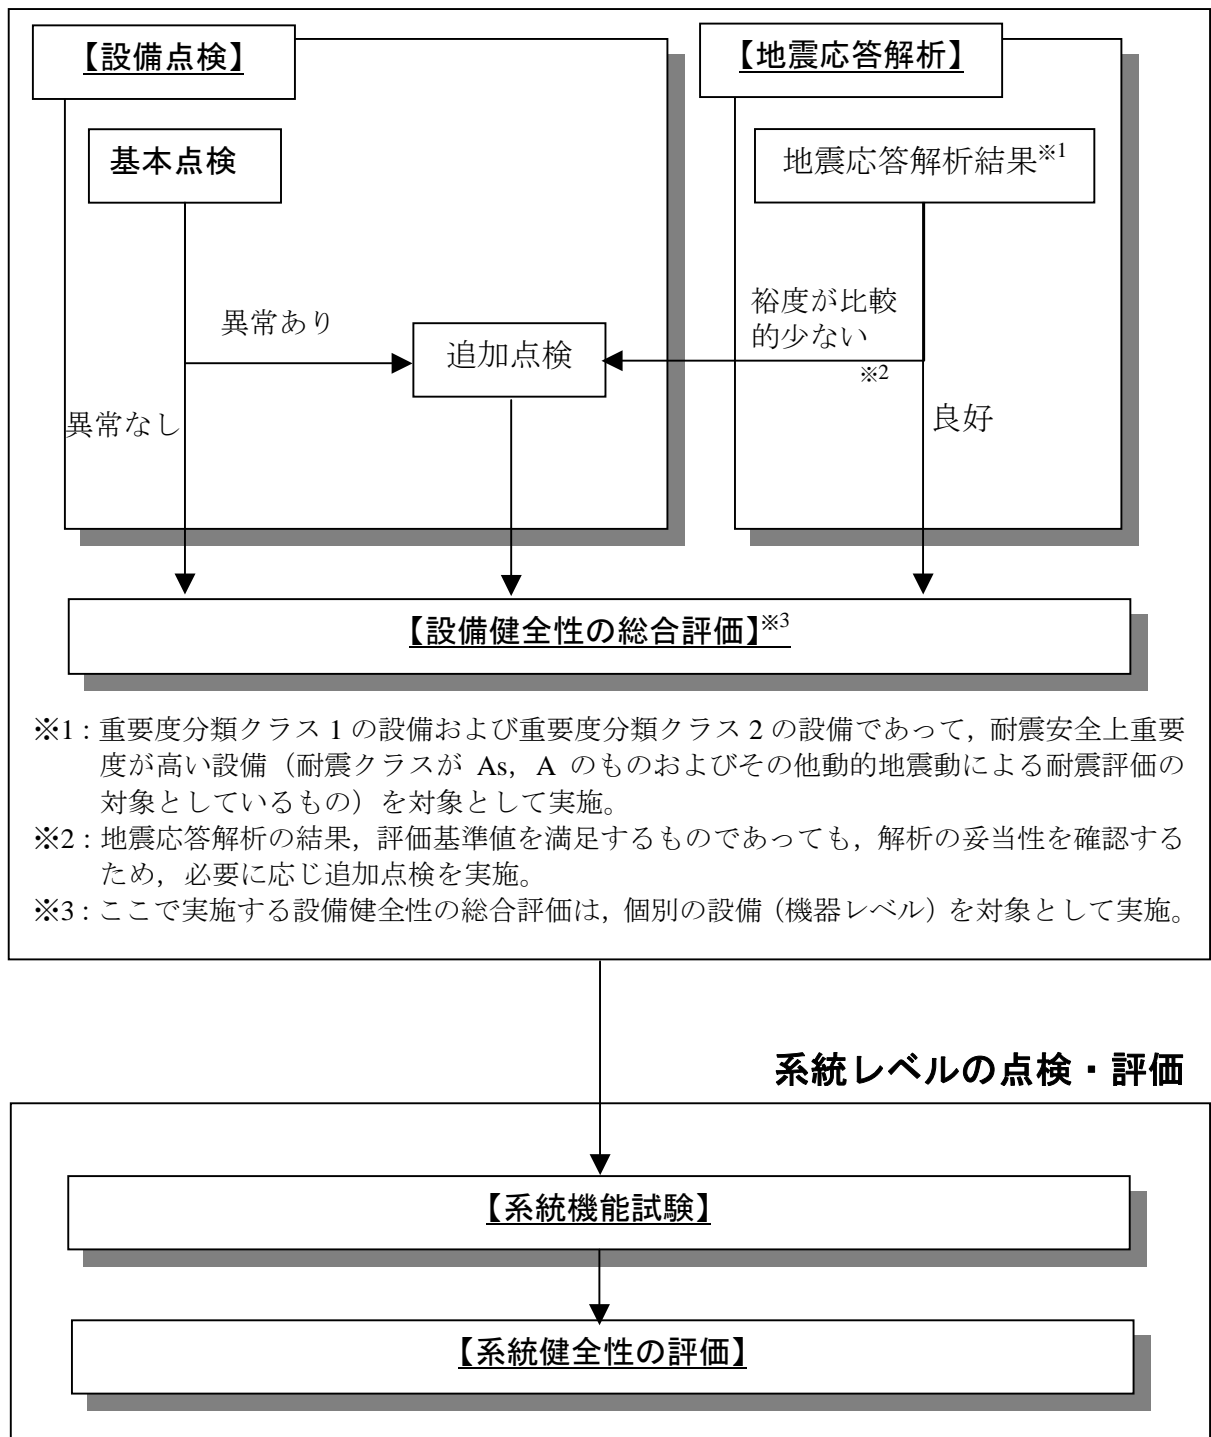 【設備点検】
【地震応答解析】
基本点検
地震応答解析結果※1
異常あり
追加点検
裕度が比較
的少ない
※2
異常なし
良好
【設備健全性の総合評価】※3
※1：重要度分類クラス 1 の設備および重要度分類クラス 2 の設備であって，耐震安全上重要
度が高い設備（耐震クラスが As，A のものおよびその他動的地震動による耐震評価の
対象としているもの）を対象として実施。
※2：地震応答解析の結果，評価基準値を満足するものであっても，解析の妥当性を確認する
ため，必要に応じ追加点検を実施。
※3：ここで実施する設備健全性の総合評価は，個別の設備（機器レベル）を対象として実施。
系統レベルの点検・評価
【系統機能試験】
【系統健全性の評価】